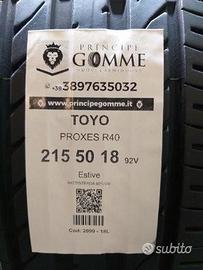 PRINCIPE
GOMME
+39 3897635032
www.principegomme.it
TOYO
PROXES R40
215 50 18 92V
Estive
Cod: 2899 - 18L
subito